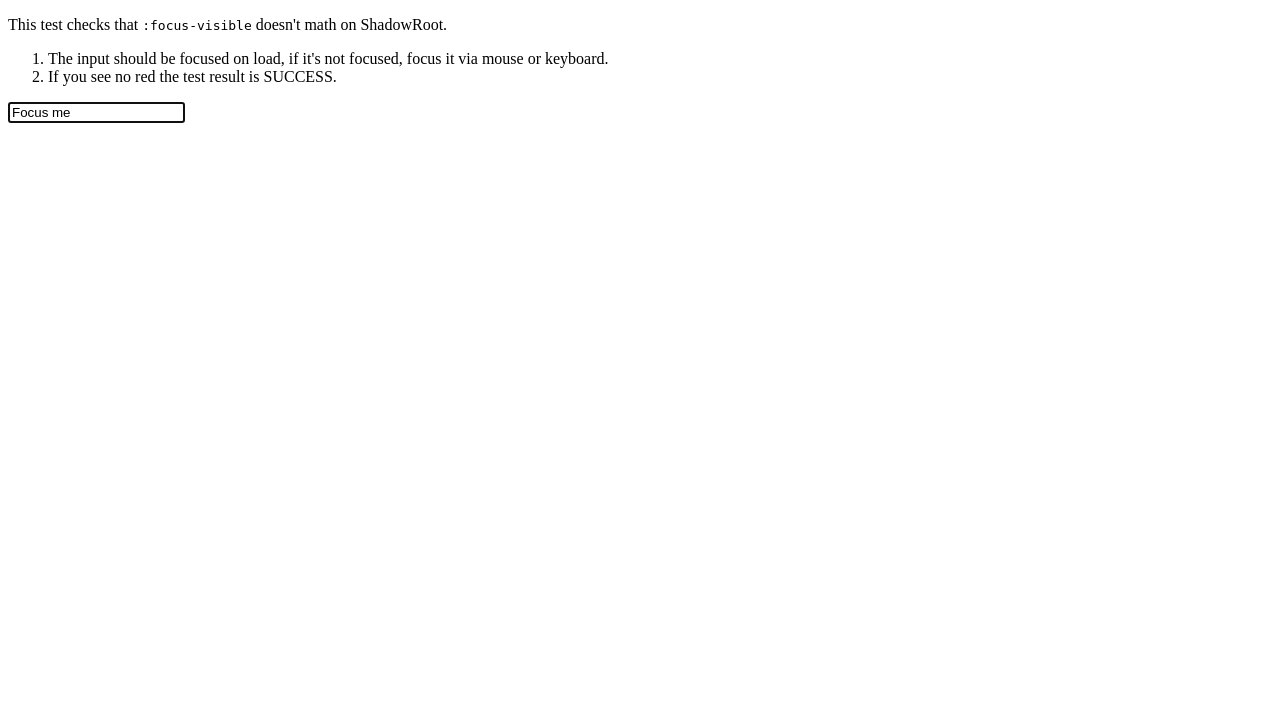 This test checks that :focus-visible doesn't math on ShadowRoot.
1. The input should be focused on load, if it's not focused, focus it via mouse or keyboard.
2. If you see no red the test result is SUCCESS.
Focus me